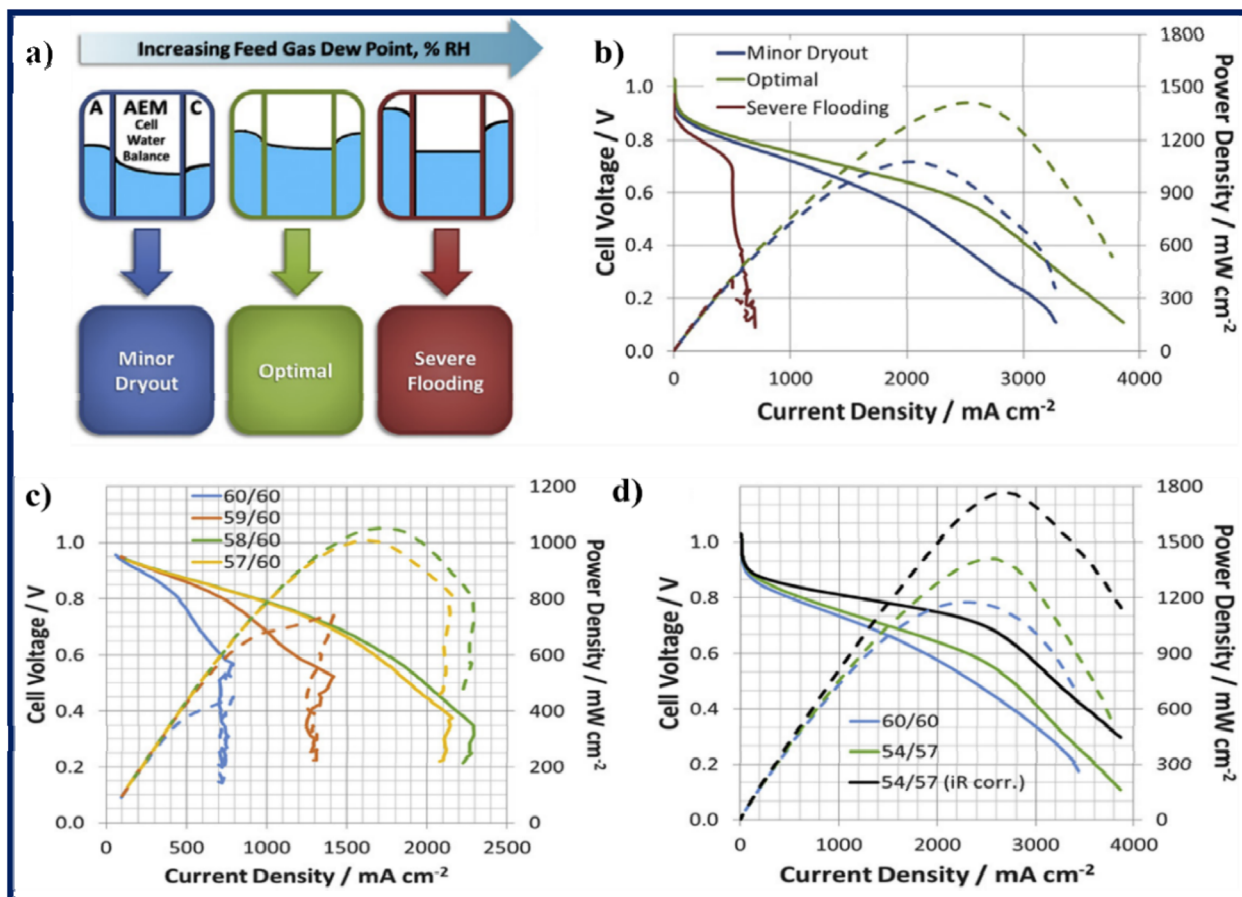 a)
Increasing Feed Gas Dew Point, % RH
A
AEM
Cell
Water
Balance
C
Minor
Dryout
Optimal
Severe
Flooding
b)
Minor Dryout
Optimal
Severe Flooding
Cell Voltage / V
1.0
0.8
0.6
0.4
0.2
0.0
0
1000
2000
3000
4000
Current Density / mA cm-2
1800
1500
1200
900
600
300
0
Power Density / mW cm-2
c)
60/60
59/60
58/60
57/60
Cell Voltage / V
1.0
0.8
0.6
0.4
0.2
0.0
0
500
1000
1500
2000
2500
Current Density / mA cm-2
1200
1000
800
600
400
200
0
Power Density / mW cm-2
d)
60/60
54/57
54/57 (iR corr.)
Cell Voltage / V
1.0
0.8
0.6
0.4
0.2
0.0
0
1000
2000
3000
4000
Current Density / mA cm-2
1800
1500
1200
900
600
300
0
Power Density / mW cm-2